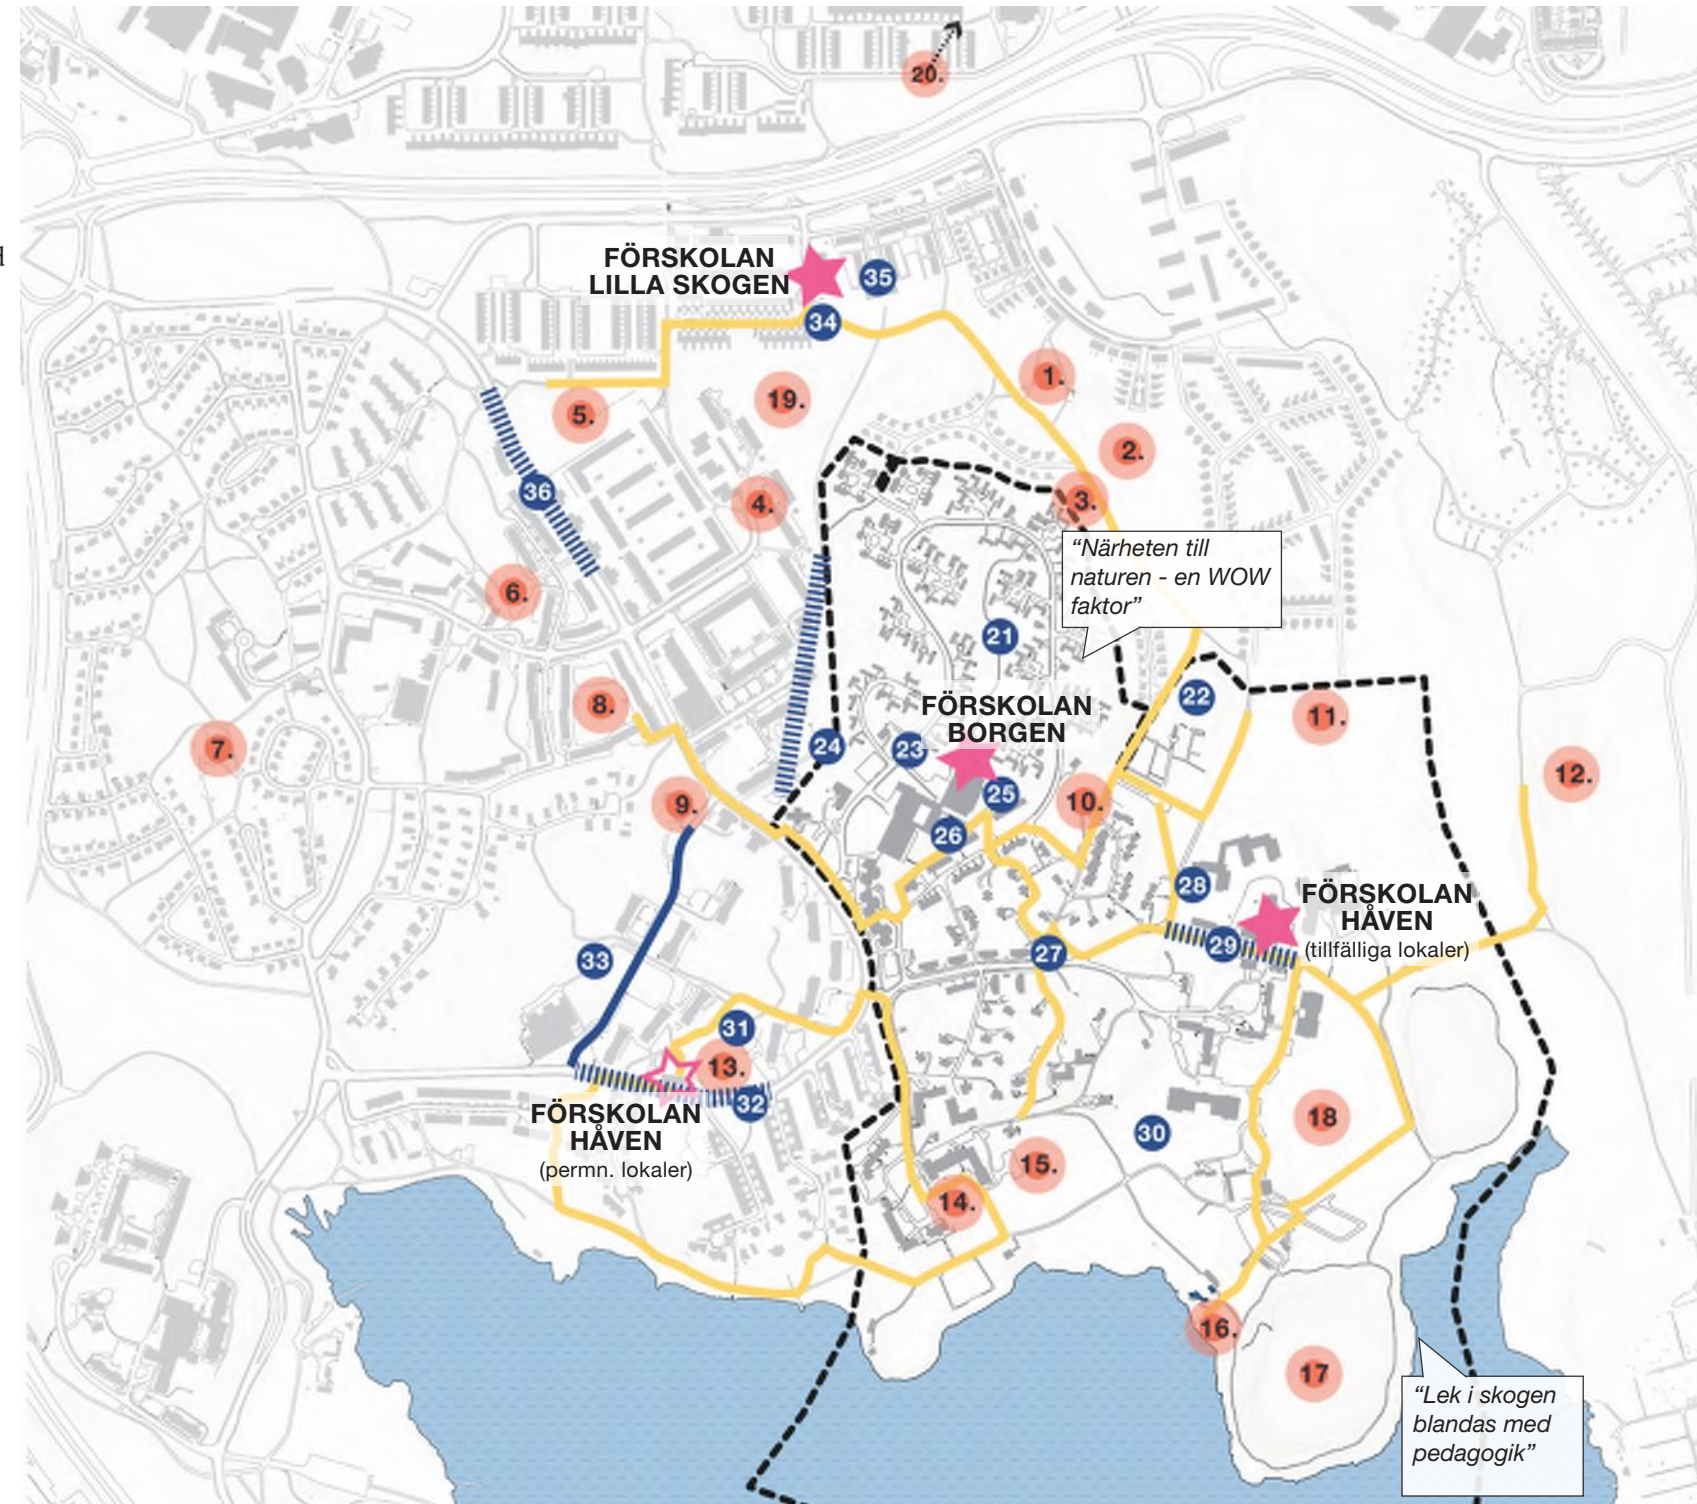 20.
d
FÖRSKOLAN
LILLA SKOGEN
35
34
1.
5.
19.
2.
36
4.
3.
“Närheten till
naturen - en WOW
faktor”
6.
21
22
8.
FÖRSKOLAN
BORGEN
11.
7.
24
23
12.
9.
25
10.
26
28
FÖRSKOLAN
HÅVEN
(tillfälliga lokaler)
29
27
33
31
13.
32
FÖRSKOLAN
HÅVEN
(permn. lokaler)
18
30
15.
14.
16.
17
“Lek i skogen
blandas med
pedagogik”